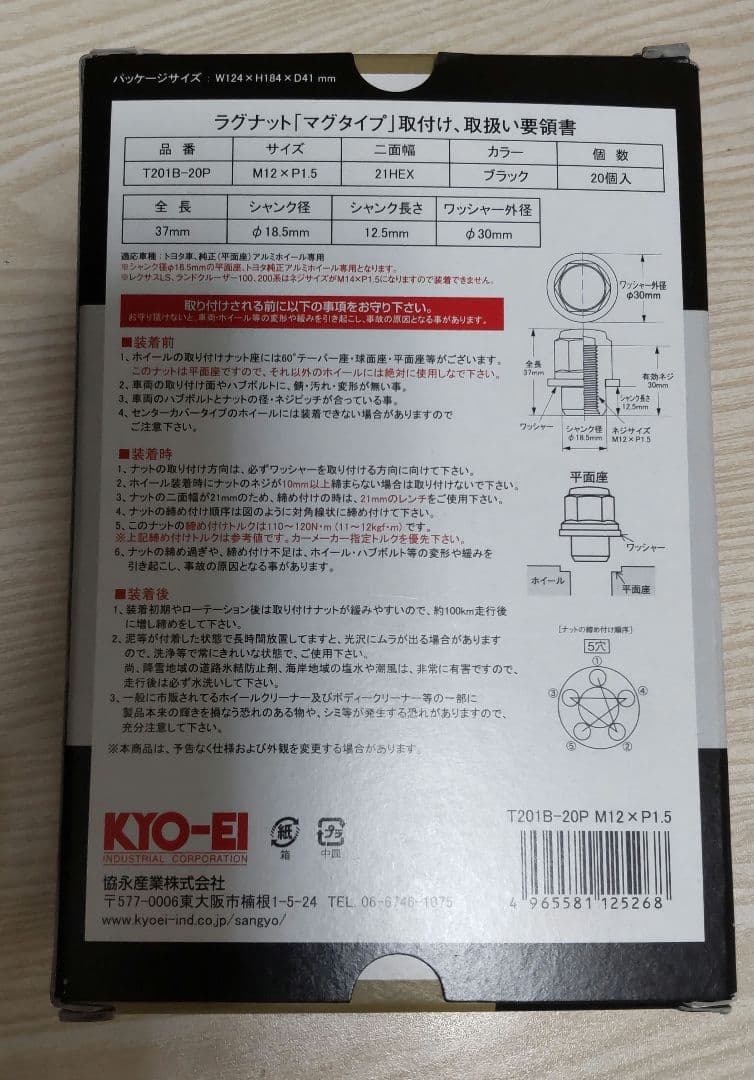 パッケージサイズ : W124×H184×D41 mm
ラグナット「マグタイプ」取付け、取扱い要領書
品番 サイズ 二面幅 カラー 個数
T201B-20P M12×P1.5 21HEX ブラック 20個入
全長 シャンク径 シャンク長さ ワッシャー外径
37mm φ18.5mm 12.5mm φ30mm
適応車種：トヨタ車、純正(平面座)アルミホイール専用
※シャンク径φ18.5mmの平面座、トヨタ純正アルミホイール専用となります。
※レクサスLS、ランドクルーザー100、200系はネジサイズがM14×P1.5になりますので装着できません。
取り付けされる前に以下の事項をお守り下さい。
お守り頂けないと、車両・ホイール等の変形や緩みを引き起こし、事故の原因となる事があります。
■装着前
1、ホイールの取り付けナット座には60°テーパー座・球面座・平面座等がございます。
このナットは平面座ですので、それ以外のホイールには絶対に使用しなで下さい。
2、車両の取り付け面やハブボルトに、錆・汚れ・変形が無い事。
3、車両のハブボルトとナットの径・ネジピッチが合っている事。
4、センターカバータイプのホイールには装着できない場合がありますので
ご注意下さい。
■装着時
1、ナットの取り付け方向は、必ずワッシャーを取り付ける方向に向けて下さい。
2、ホイール装着時にナットのネジが10mm以上締まらない場合は取り付けないで下さい。
3、ナットの二面幅が21mmのため、締め付けの時は、21mmのレンチをご使用下さい。
4、ナットの締め付け順序は図のように対角線状に締め付けて下さい。
5、このナットの締め付けトルクは110～120N・m (11～12kgf・m) です。
※上記締め付けトルクは参考値です。カーメーカー指定トルクを優先下さい。
6、ナットの締め過ぎや、締め付け不足は、ホイール・ハブボルト等の変形や緩みを
引き起こし、事故の原因となる事があります。
■装着後
1、装着初期やローテーション後は取り付けナットが緩みやすいので、約100km走行後
に増し締めをして下さい。
2、泥等が付着した状態で長時間放置してますと、光沢にムラが出る場合があります
ので、洗浄等で常にきれいな状態で、ご使用下さい。
尚、降雪地域の道路氷結防止剤、海岸地域の塩水や潮風は、非常に有害ですので、
走行後は必ず水洗いして下さい。
3、一般に市販されてるホイールクリーナー及びボディークリーナー等の一部に
製品本来の輝きを損なう恐れのある物や、シミ等が発生する恐れがありますので、
充分注意して下さい。
※本商品は、予告なく仕様および外観を変更する場合があります。
ワッシャー外径
φ30mm
全長
37mm
有効ネジ
30mm
シャンク長さ
12.5mm
ワッシャー
シャンク径
φ18.5mm
ネジサイズ
M12×P1.5
平面座
ワッシャー
ホイール
平面座
[ナットの締め付け順序]
5穴
①
③
④
⑤
②
KYO-EI
INDUSTRIAL CORPORATION
紙
箱
プラ
中皿
協永産業株式会社
〒577-0006東大阪市楠根1-5-24 TEL. 06-6746-1075
www.kyoei-ind.co.jp/sangyo/
T201B-20P M12×P1.5
4 965581 125268